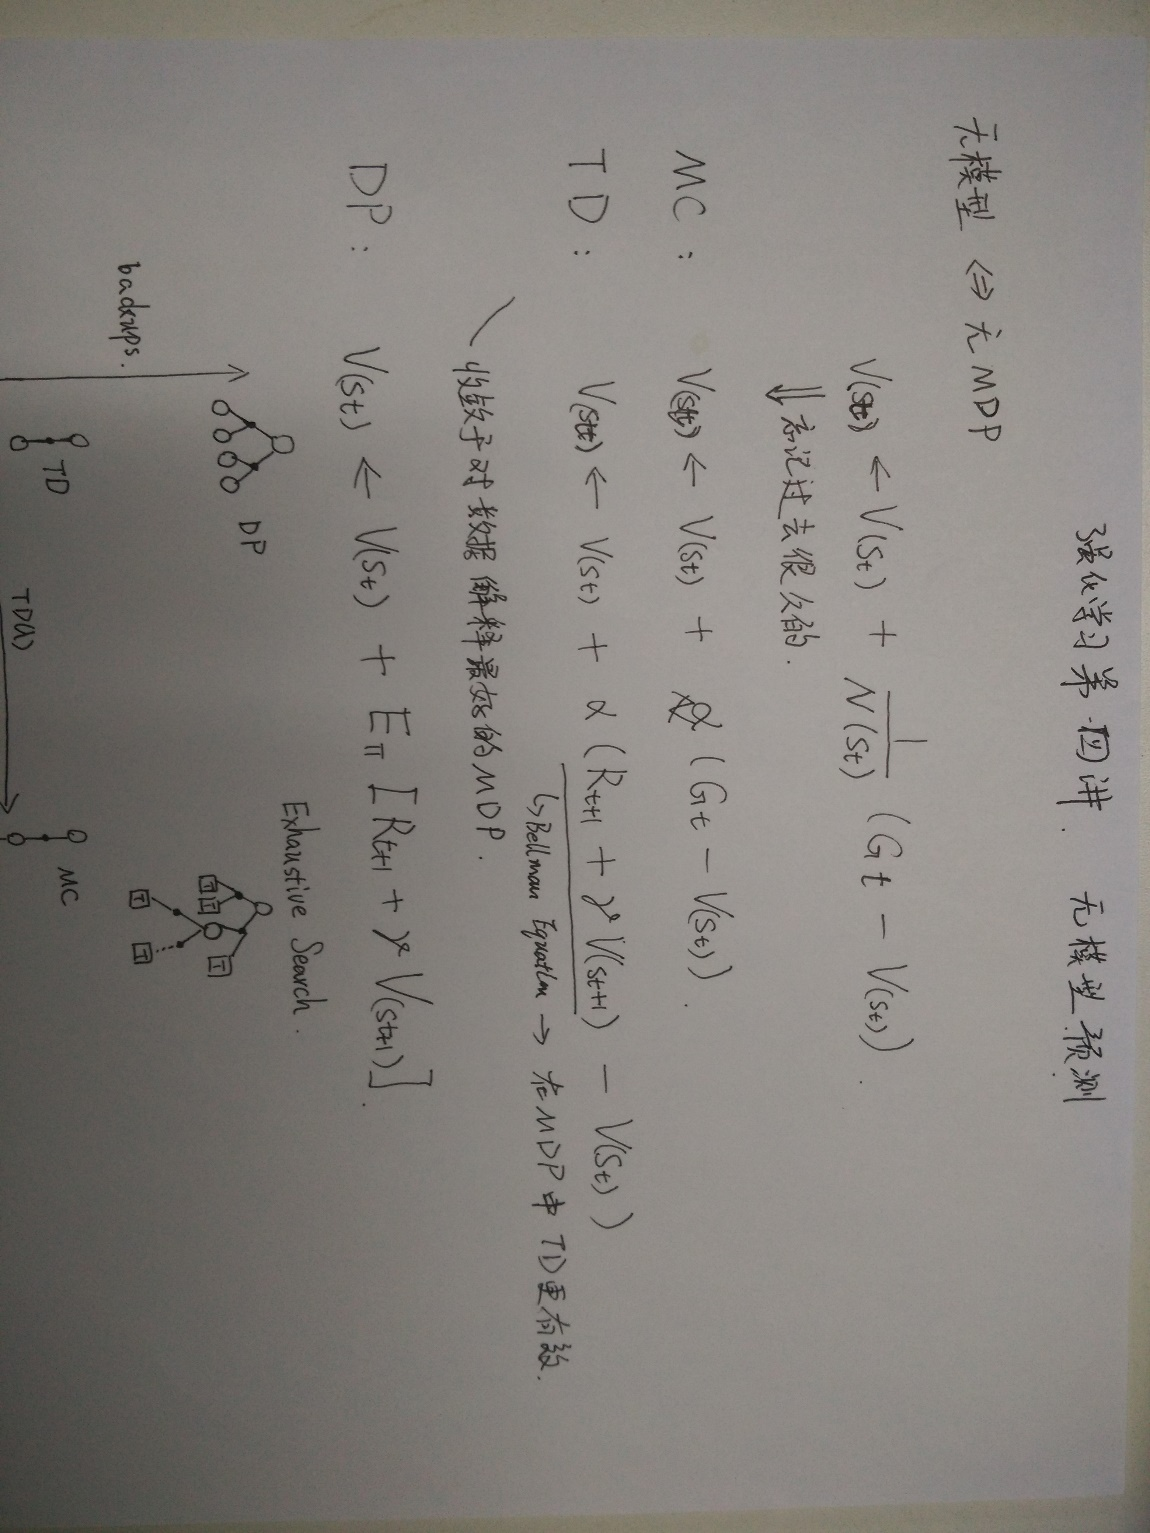 强化学习第四讲. 无模型预测
无模型 ⇔ 无MDP
V(St) ← V(St) + 1/N(St) (Gt − V(St)).
⇓ 忘记过去很久的.
MC: V(St) ← V(St) + α (Gt − V(St)).
TD: V(St) ← V(St) + α (Rt+1 + γV(St+1) − V(St))
↳ Bellman Equation → 在MDP中TD更有效.
收敛于对数据解释最好的MDP.
DP: V(St) ← V(St) + Eπ [Rt+1 + γV(St+1)].
Exhaustive Search.
DP
backups.
T T T T T
TD
MC
TD(λ)